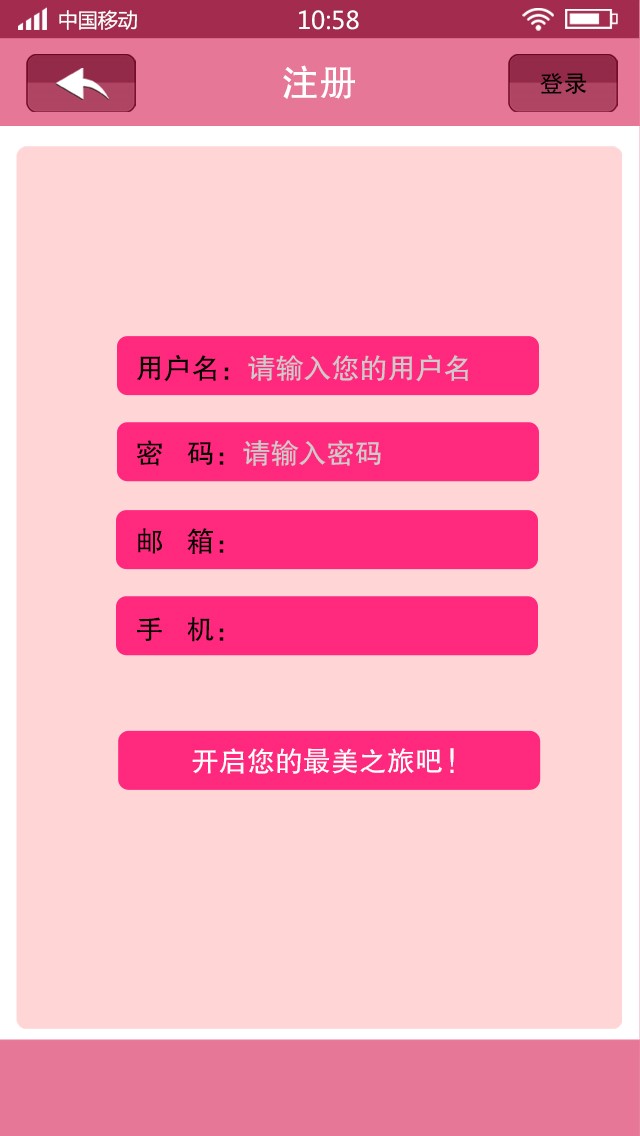 中国移动 10:58
注册 登录
用户名：请输入您的用户名
密 码：请输入密码
邮 箱：
手 机：
开启您的最美之旅吧！